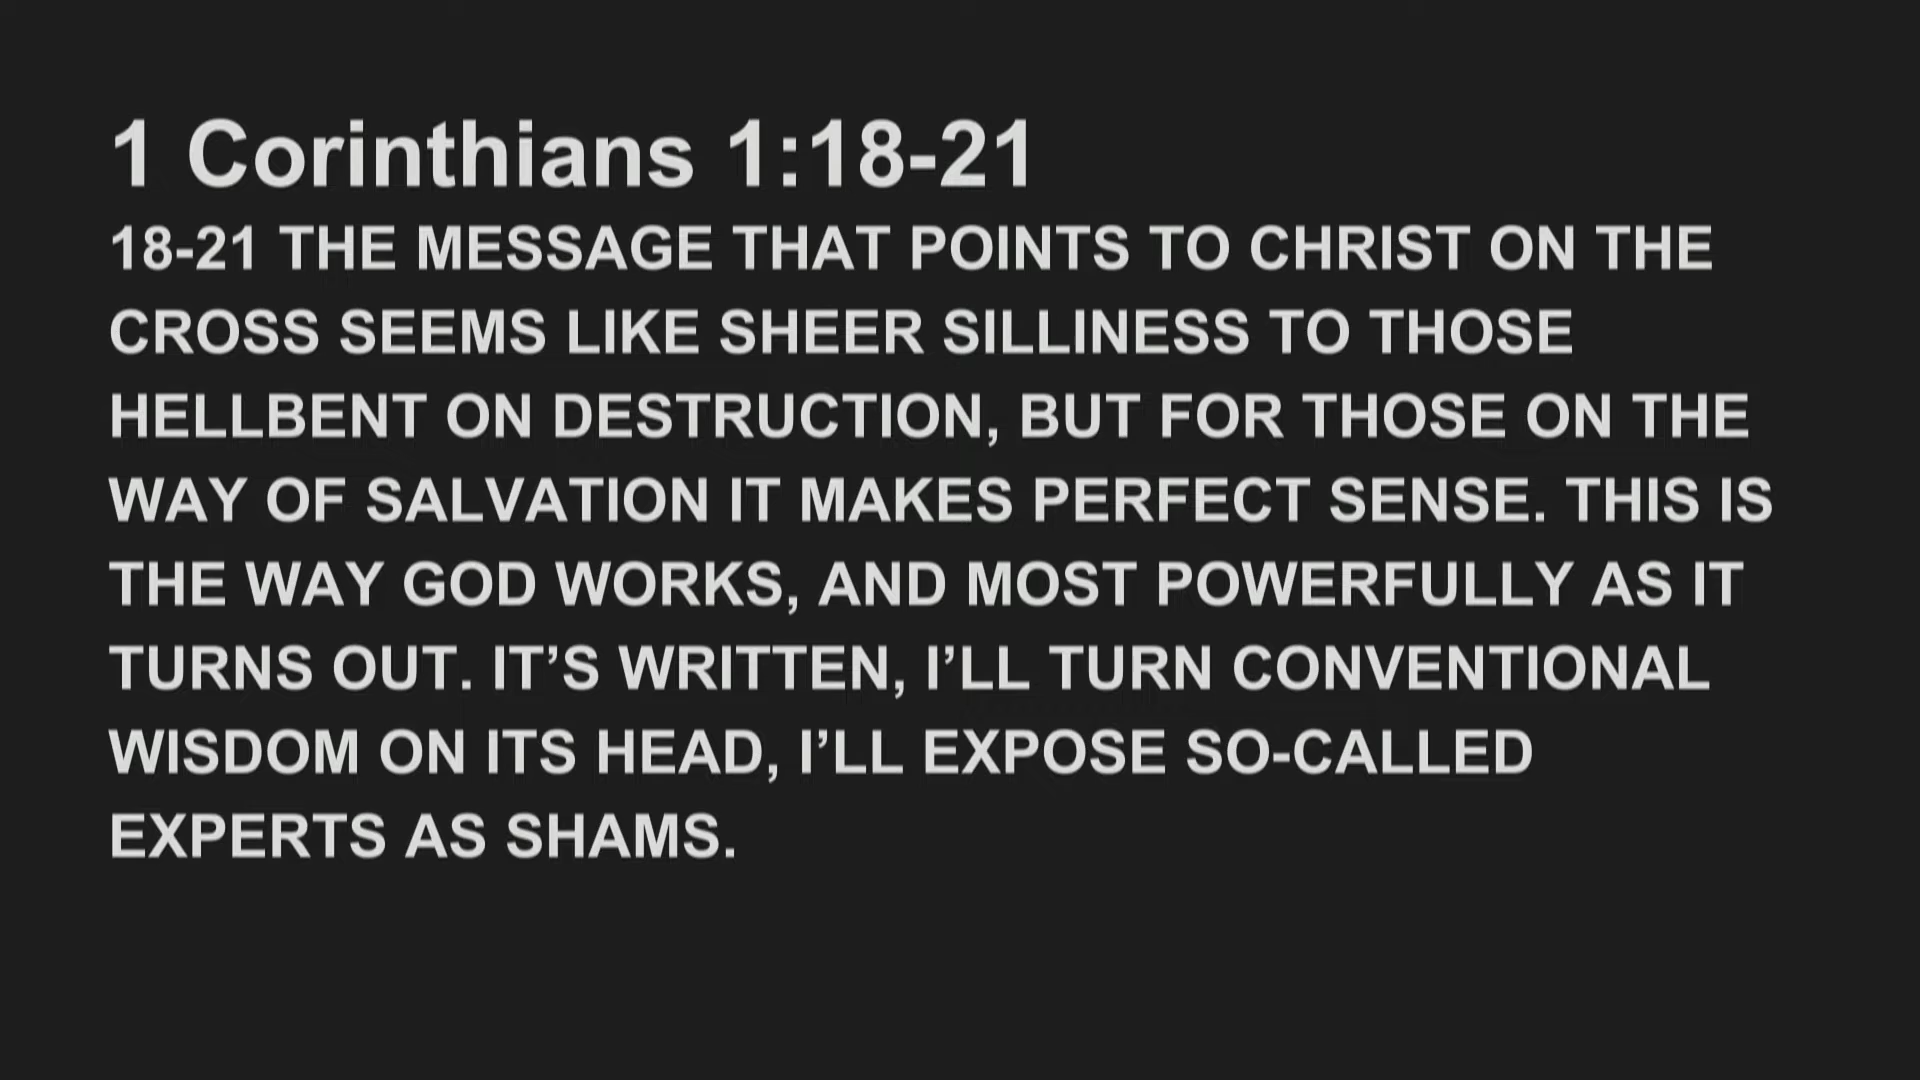 1 Corinthians 1:18-21
18-21 THE MESSAGE THAT POINTS TO CHRIST ON THE
CROSS SEEMS LIKE SHEER SILLINESS TO THOSE
HELLBENT ON DESTRUCTION, BUT FOR THOSE ON THE
WAY OF SALVATION IT MAKES PERFECT SENSE. THIS IS
THE WAY GOD WORKS, AND MOST POWERFULLY AS IT
TURNS OUT. IT’S WRITTEN, I’LL TURN CONVENTIONAL
WISDOM ON ITS HEAD, I’LL EXPOSE SO-CALLED
EXPERTS AS SHAMS.